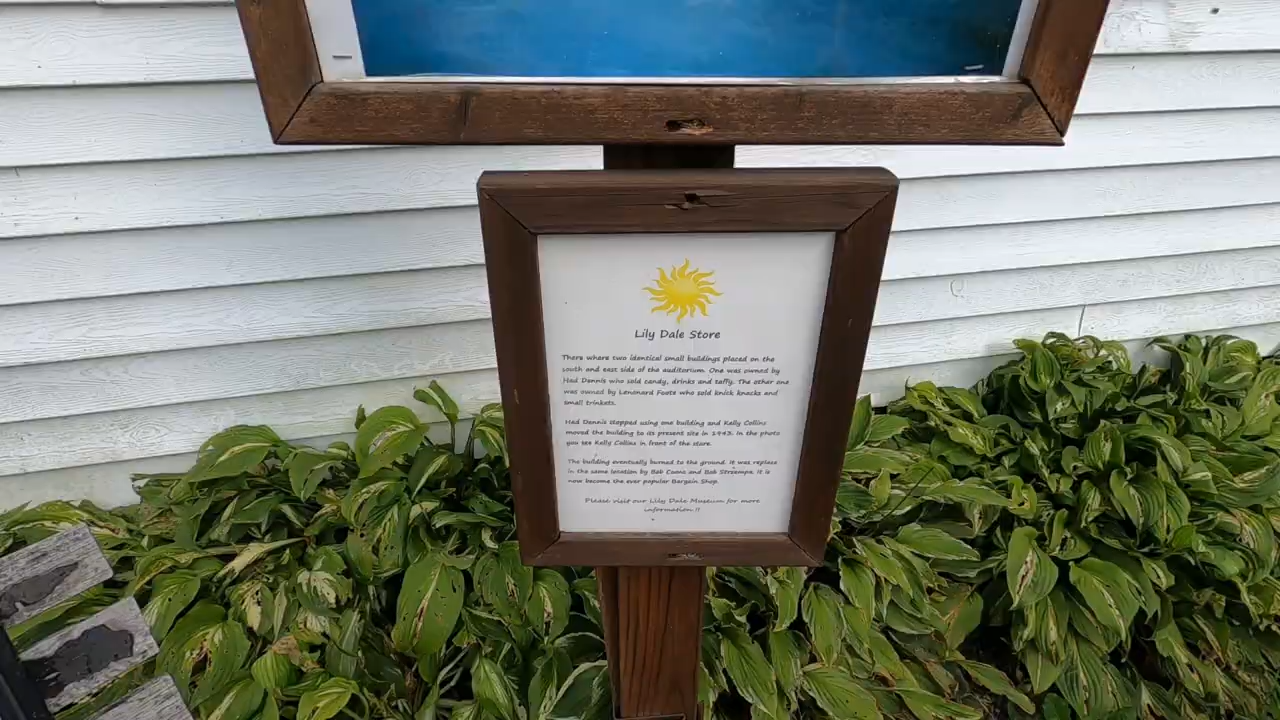 Lily Dale Store
There where two identical small buildings placed on the
south and east side of the auditorium. One was owned by
Had Dennis who sold candy, drinks and taffy. The other one
was owned by Lenonard Foote who sold knick knacks and
small trinkets.
Had Dennis stopped using one building and Kelly Collins
moved the building to its present site in 1943. In the photo
you see Kelly Collins in front of the store.
The building eventually burned to the ground. It was replace
in the same location by Bob Coons and Bob It is
now become the ever popular Bargain Shop.
Please visit our Lily Dale Museum for more
information!!